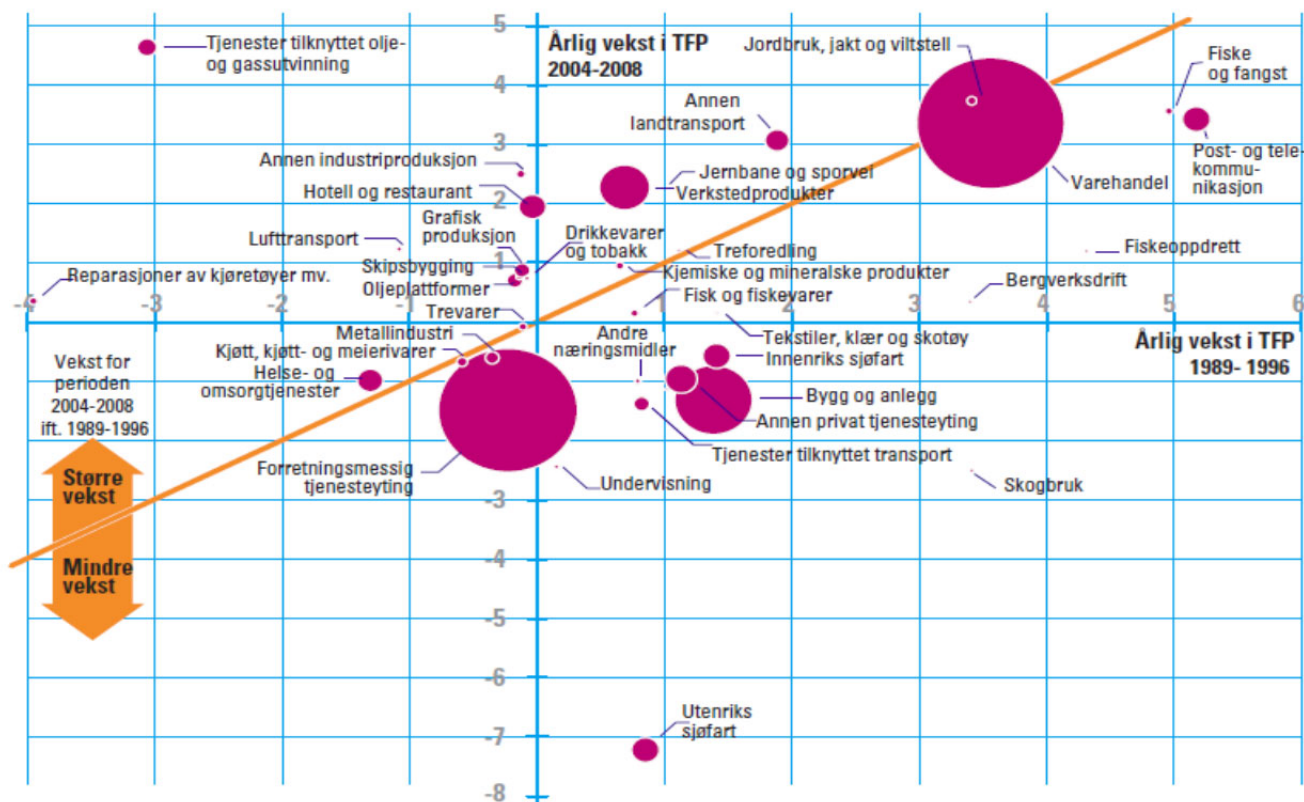 5
Tjenester tilknyttet olje-
og gassutvinning
Årlig vekst i TFP
2004-2008
Jordbruk, jakt og viltstell
Fiske
og fangst
4
Annen
landtransport
3
Post- og tele-
kommu-
nikasjon
Annen industriproduksjon
Hotell og restaurant
Jernbane og sporvei
Verkstedprodukter
Varehandel
2
Grafisk
produksjon
Drikkevarer
og tobakk
Lufttransport
Treforedling
Fiskeoppdrett
1
Skipsbygging
Oljeplattformer
Kjemiske og mineralske produkter
Reparasjoner av kjøretøyer mv.
Fisk og fiskevarer
Bergverksdrift
-4
-3
-2
-1
1
2
3
4
5
6
Trevarer
Metallindustri
Kjøtt, kjøtt- og meierivarer
Helse- og
omsorgtjenester
Andre
næringsmidler
Tekstiler, klær og skotøy
Innenriks sjøfart
Årlig vekst i TFP
1989- 1996
Vekst for
perioden
2004-2008
ift. 1989-1996
Bygg og anlegg
Annen privat tjenesteyting
Tjenester tilknyttet transport
Forretningsmessig
tjenesteyting
Undervisning
Skogbruk
Større
vekst
Mindre
vekst
-3
-4
-5
-6
Utenriks
sjøfart
-7
-8